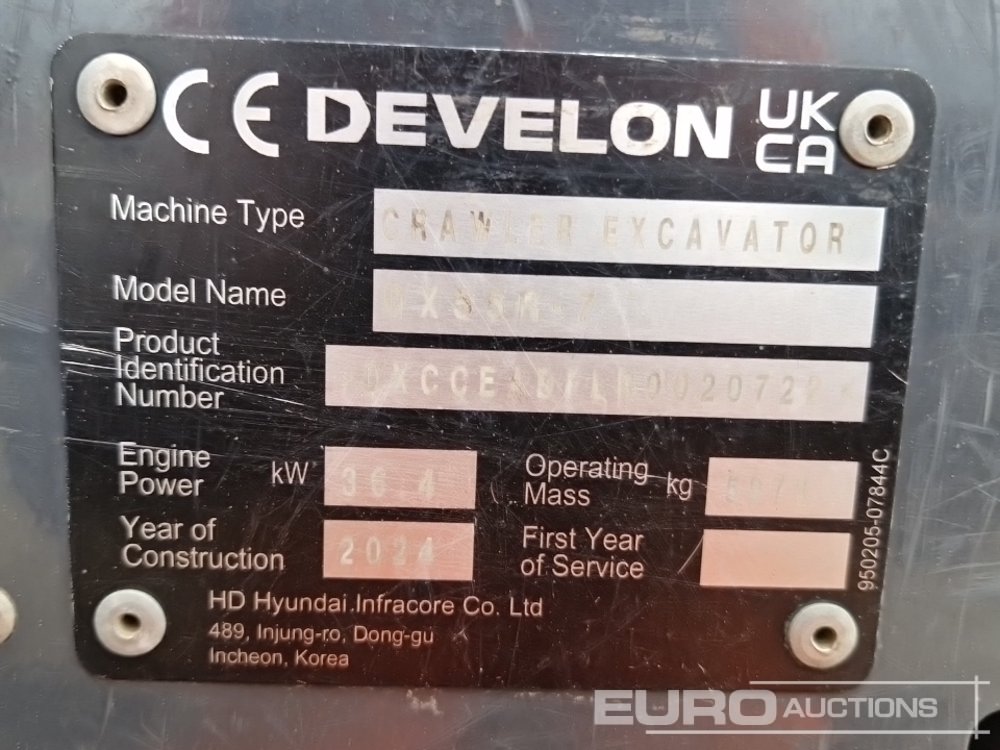 CE DEVELON UK CA
Machine Type CRAWLER EXCAVATOR
Model Name
Product
Identification
Number
Engine
Power kW 36.4
Operating
Mass kg
Year of
Construction 2024
First Year
of Service
HD Hyundai Infracore Co. Ltd
489, Injung-ro, Dong-gu
Incheon, Korea
950205-07844C
EURO AUCTIONS